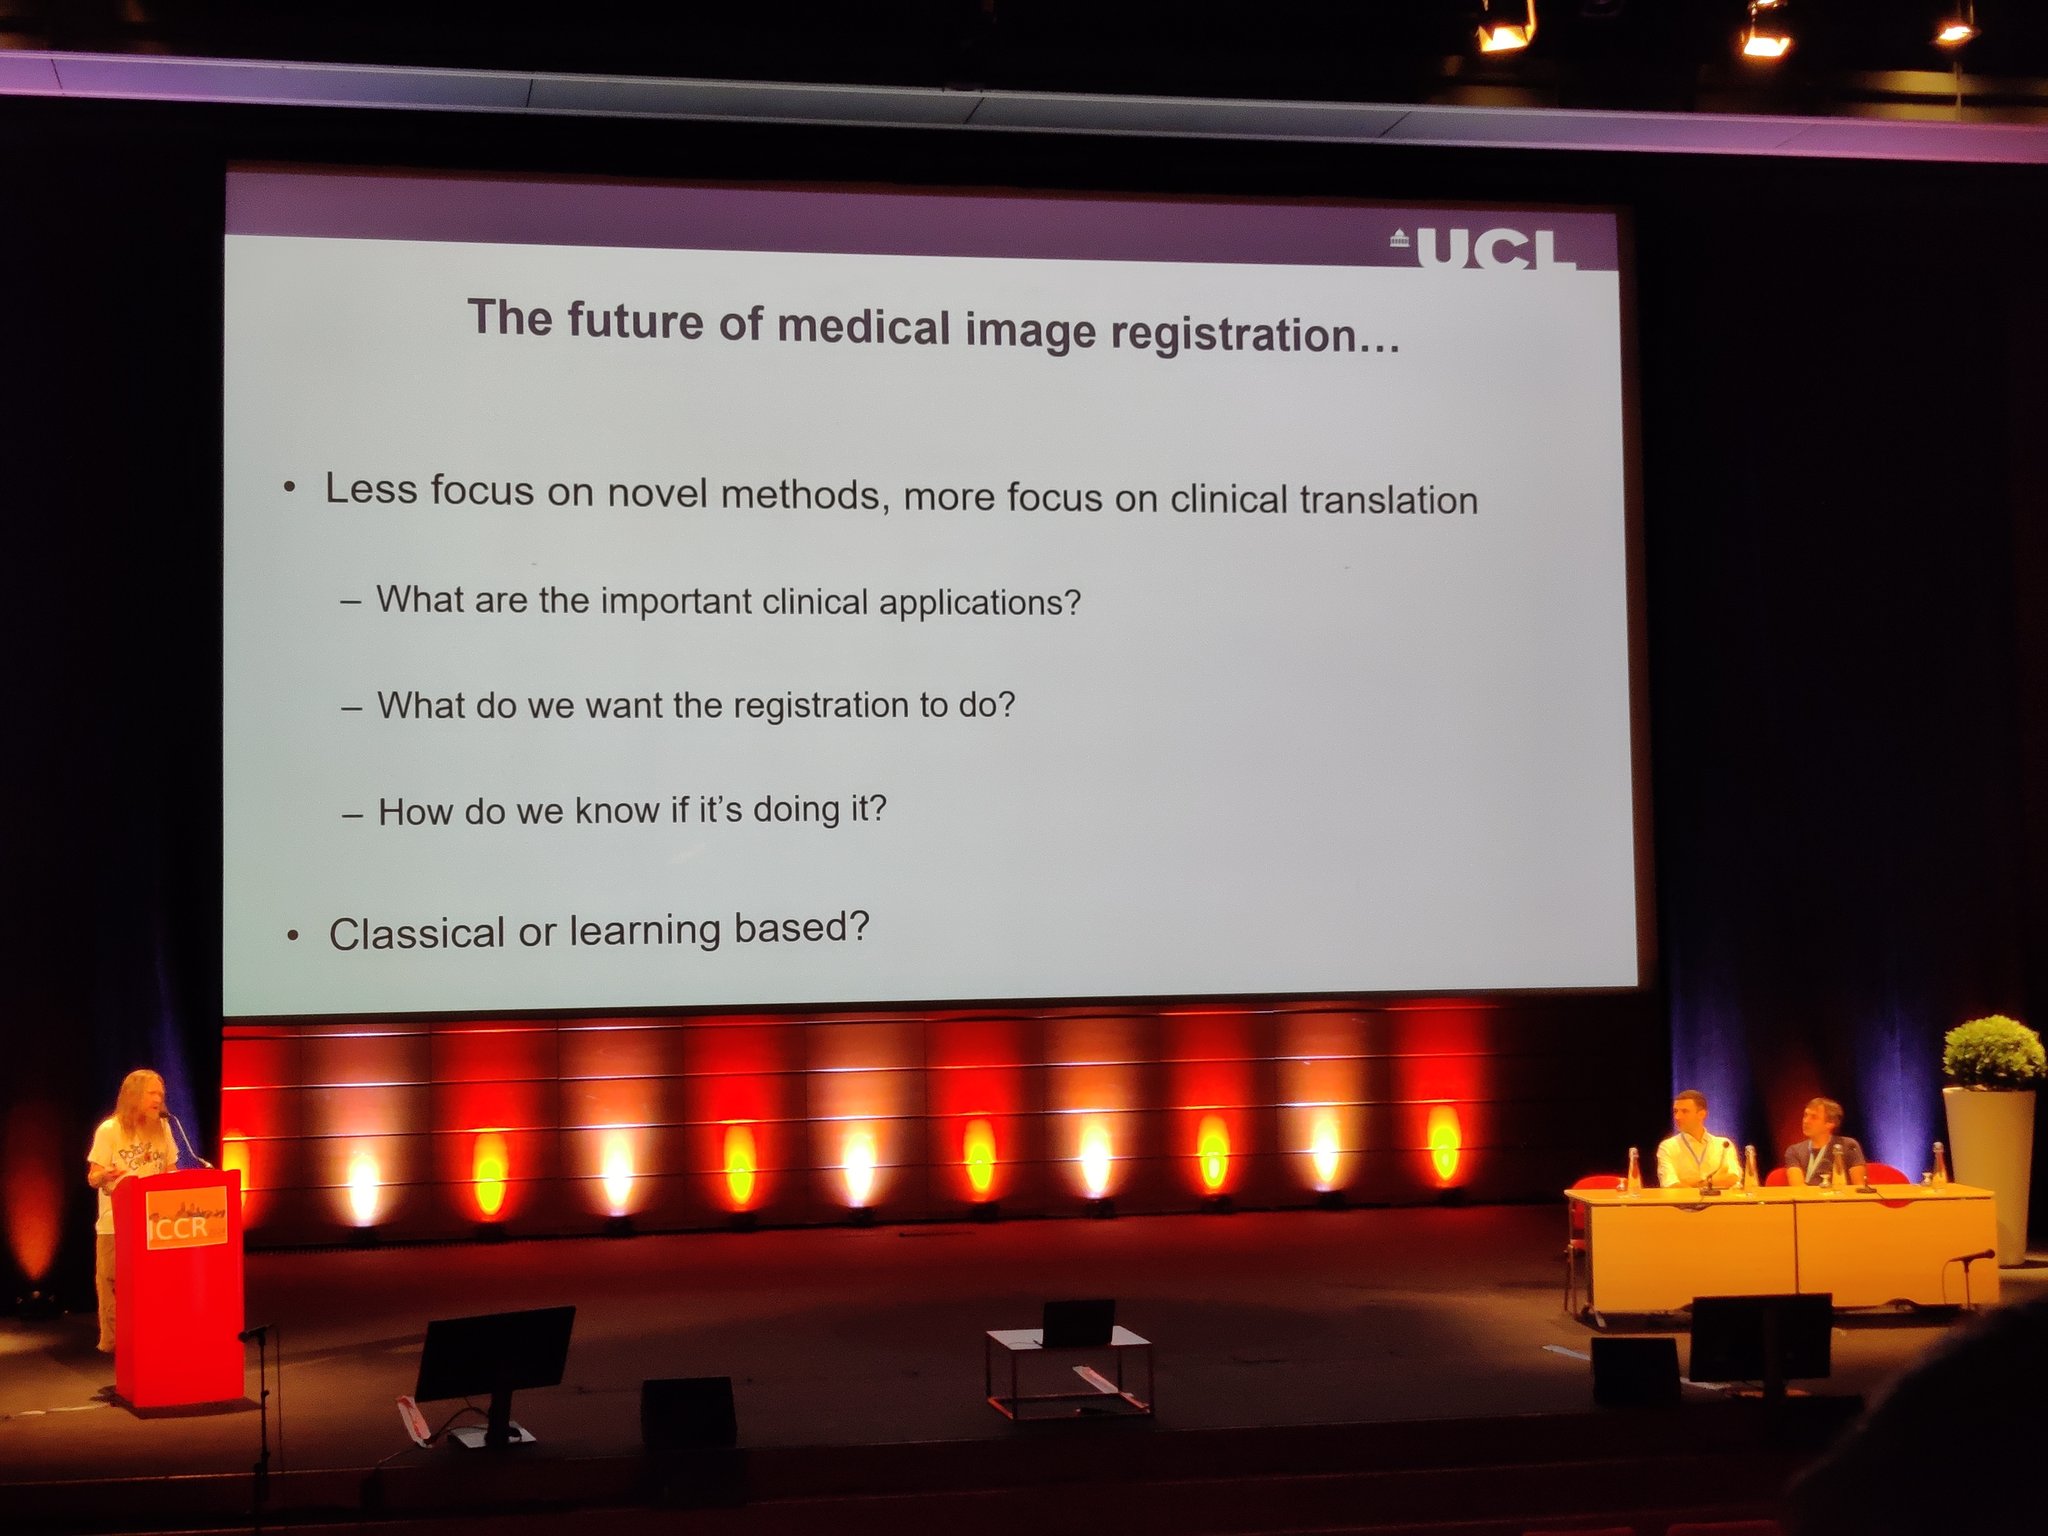 UCL
The future of medical image registration...
• Less focus on novel methods, more focus on clinical translation
– What are the important clinical applications?
– What do we want the registration to do?
– How do we know if it’s doing it?
• Classical or learning based?
ICCR